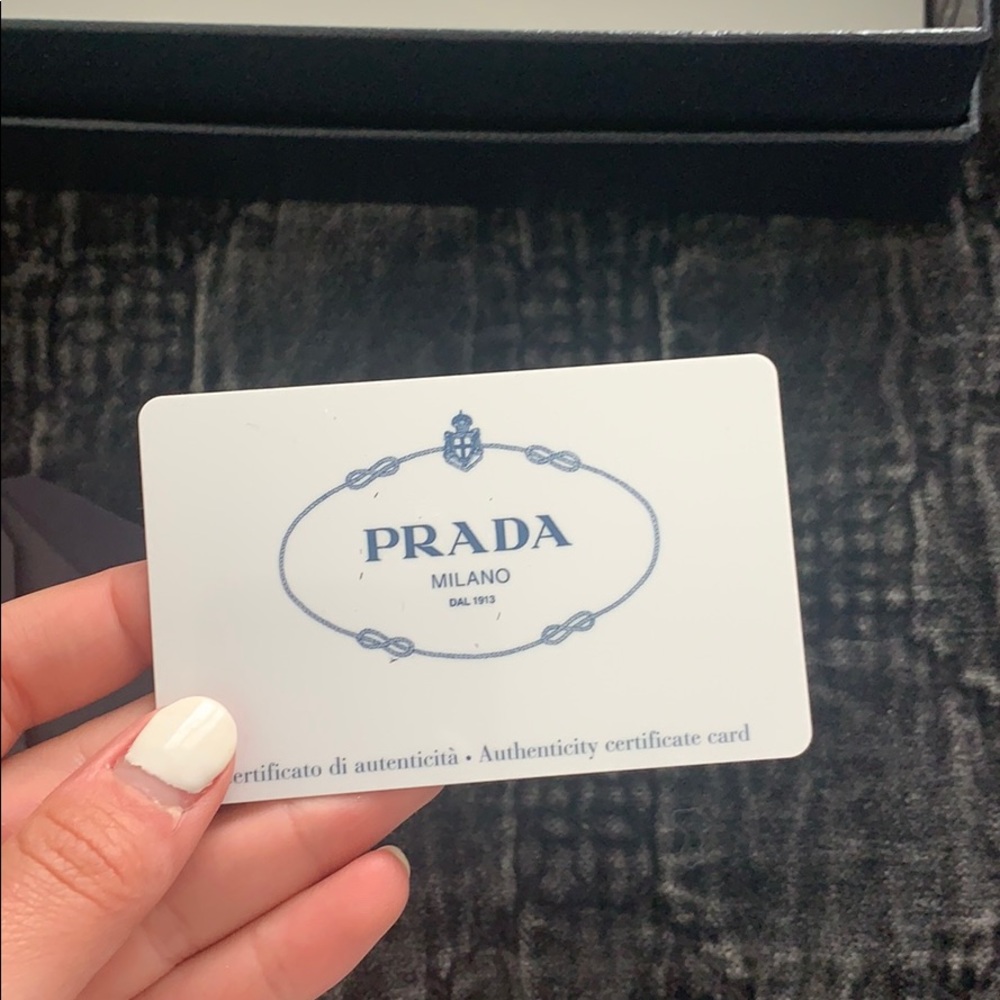 PRADA
MILANO
DAL 1913
ertificato di autenticità • Authenticity certificate card